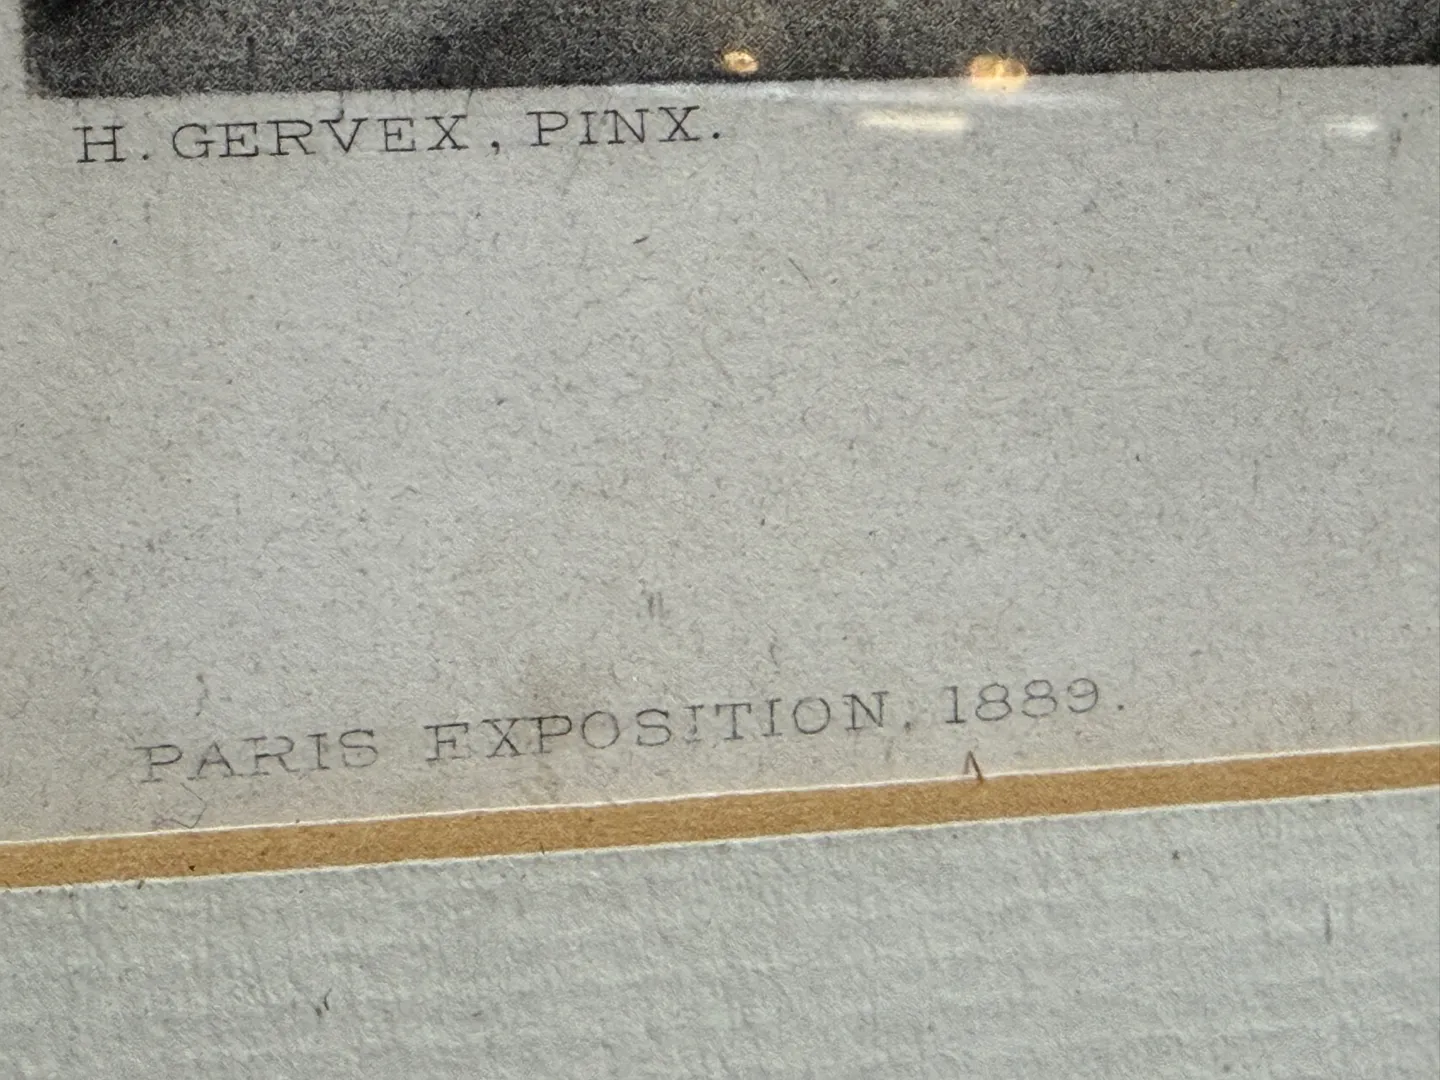 H. GERVEX, PINX.
PARIS EXPOSITION, 1889.